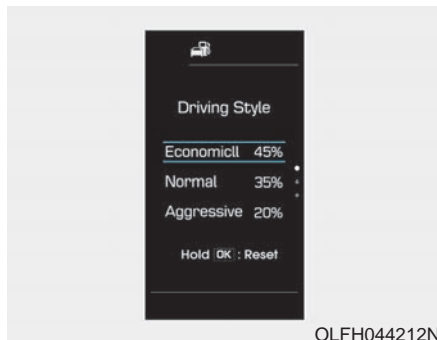 Driving Style
Economicll 45%
Normal 35%
Aggressive 20%
Hold OK : Reset
OLFH044212N